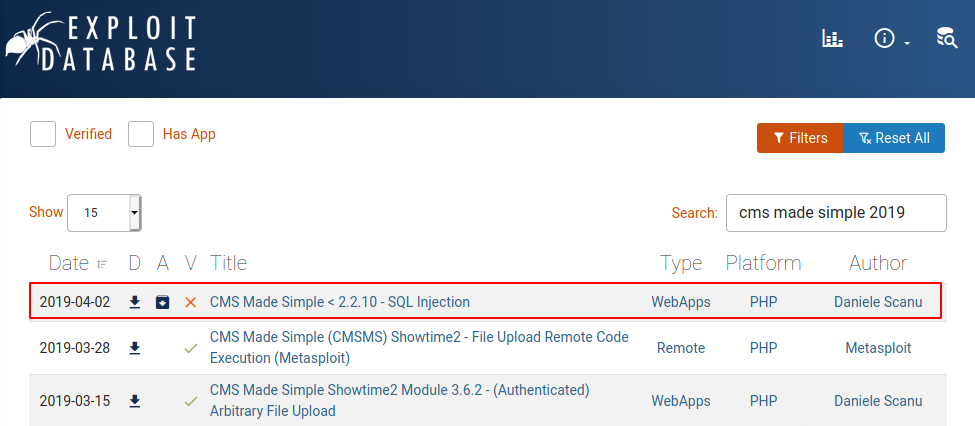 EXPLOIT
DATABASE
Verified Has App Filters Reset All
Show 15 Search: cms made simple 2019
Date D A V Title Type Platform Author
2019-04-02 CMS Made Simple < 2.2.10 - SQL Injection WebApps PHP Daniele Scanu
2019-03-28 CMS Made Simple (CMSMS) Showtime2 - File Upload Remote Code Execution (Metasploit) Remote PHP Metasploit
2019-03-15 CMS Made Simple Showtime2 Module 3.6.2 - (Authenticated) Arbitrary File Upload WebApps PHP Daniele Scanu